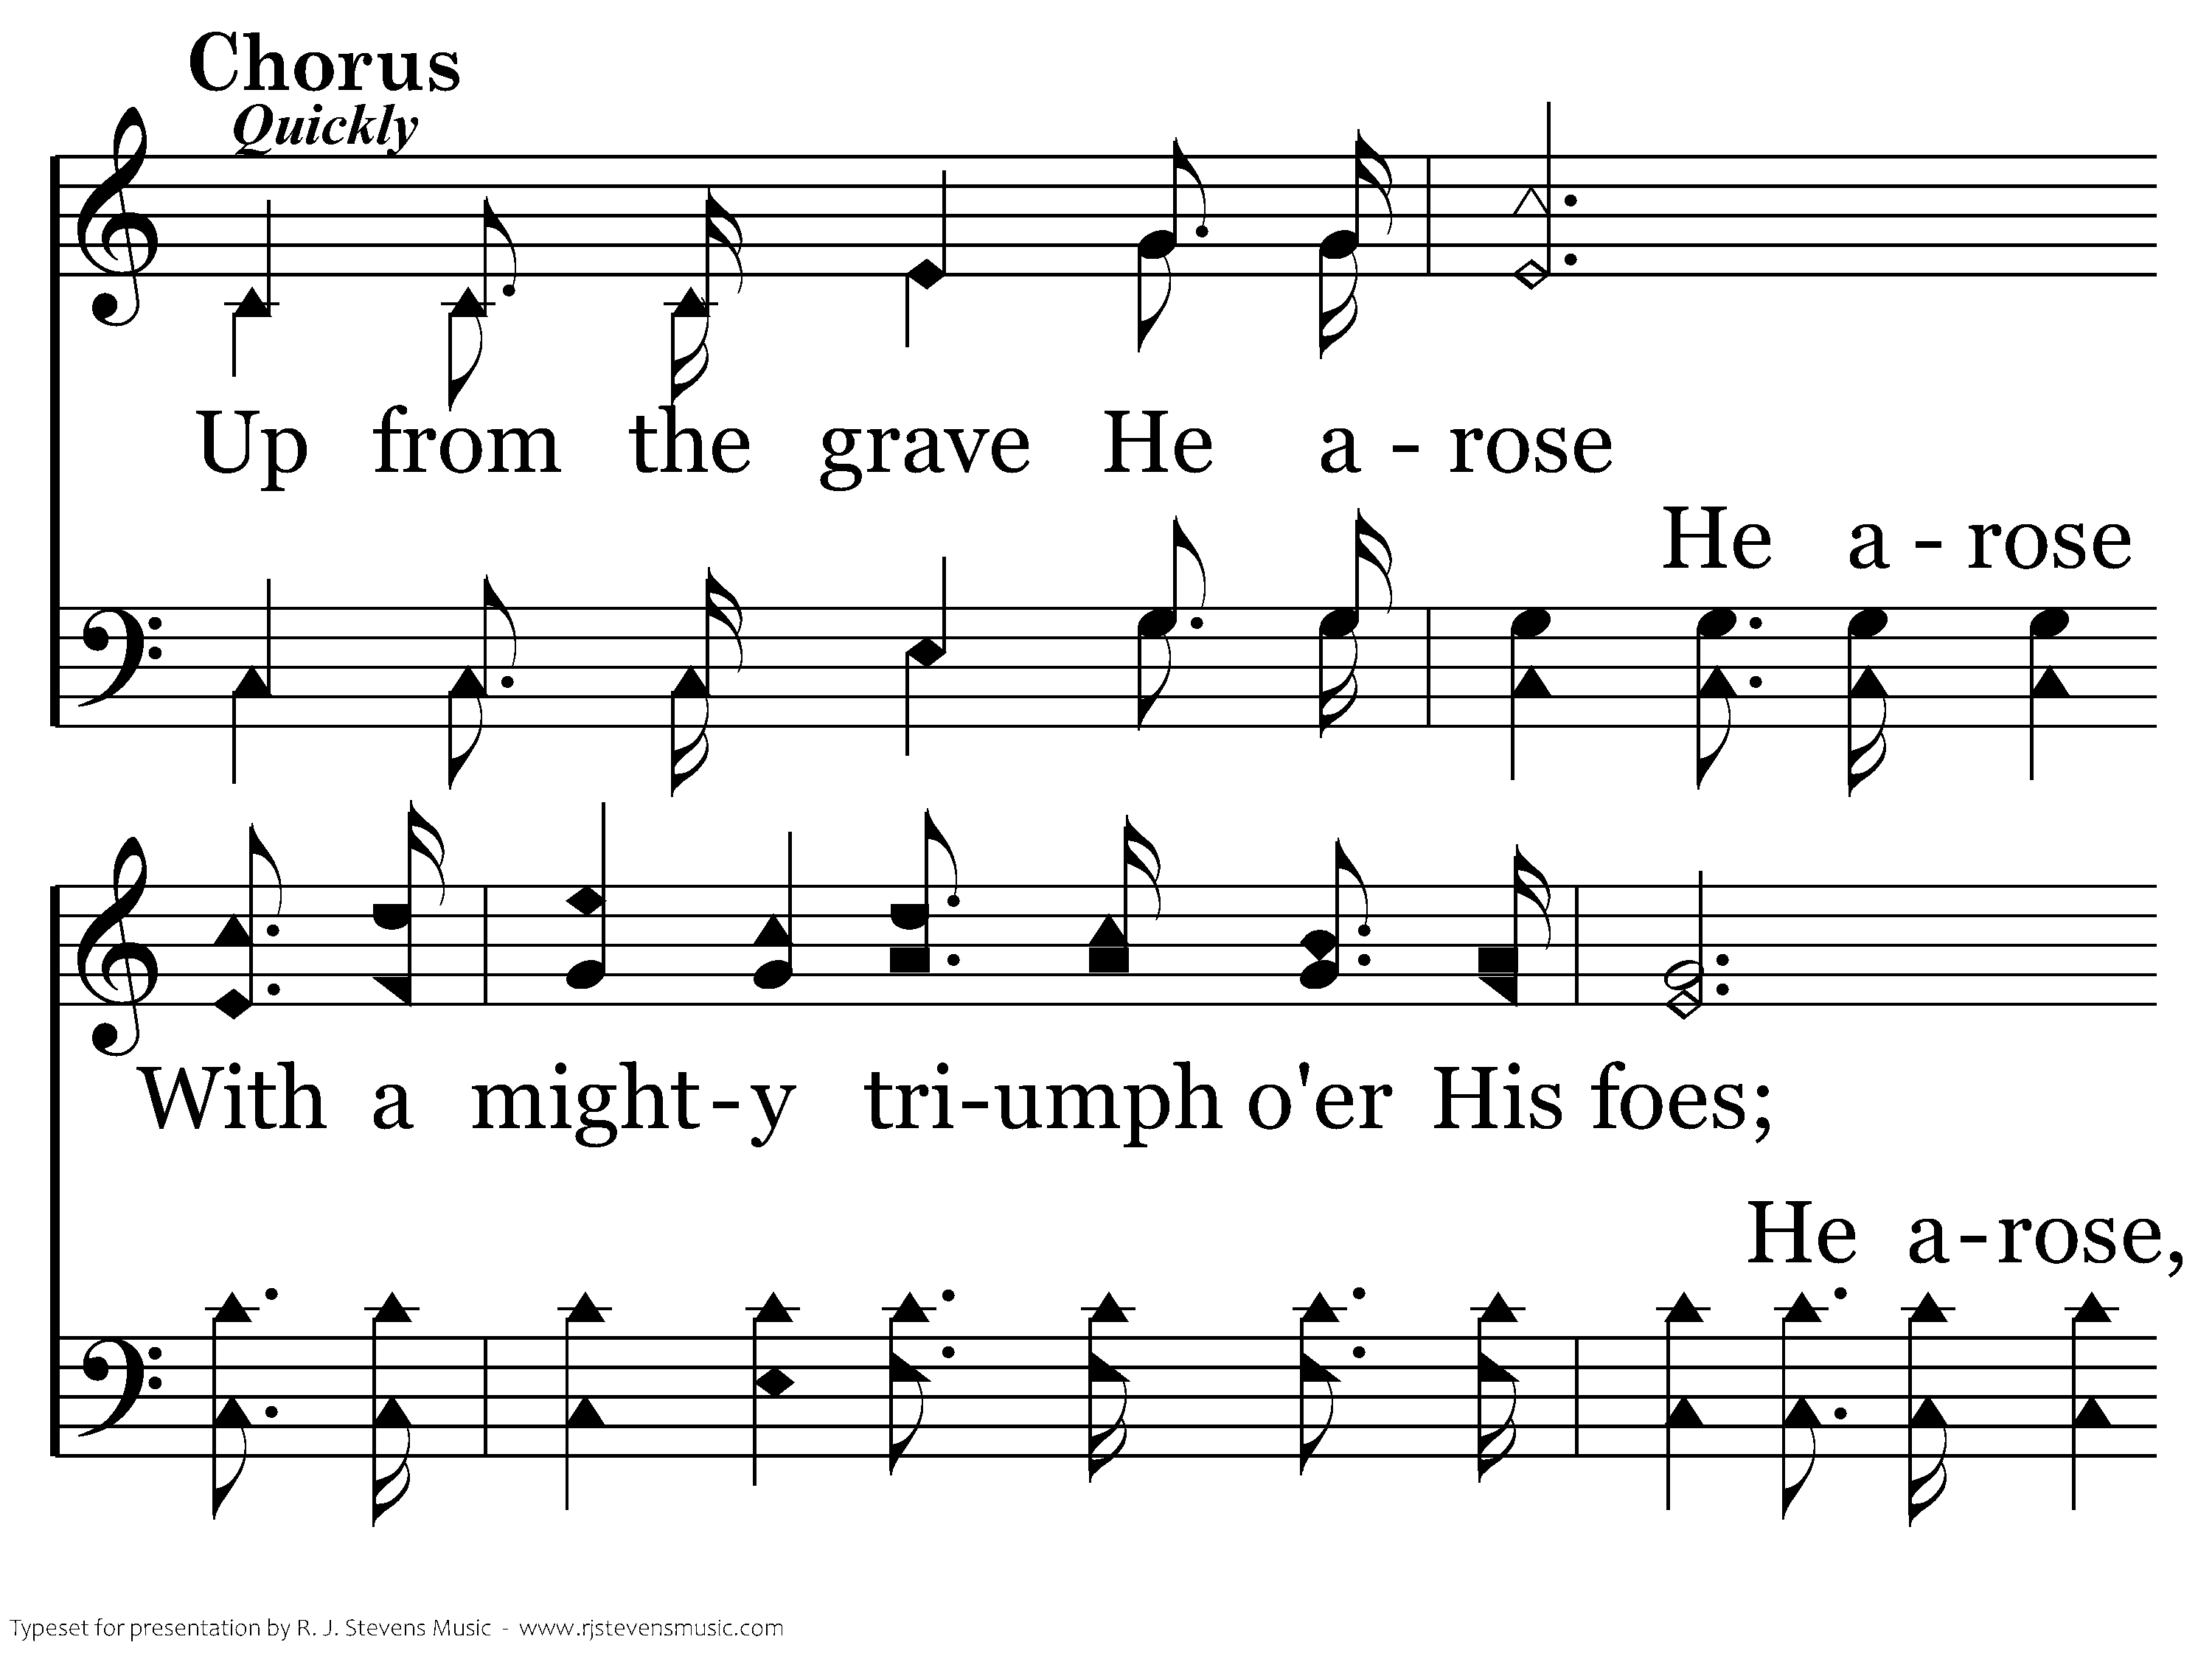 Chorus
Quickly
Up from the grave He a - rose
He a - rose
With a might-y tri-umph o'er His foes;
He a-rose,
Typeset for presentation by R. J. Stevens Music - www.rjstevensmusic.com